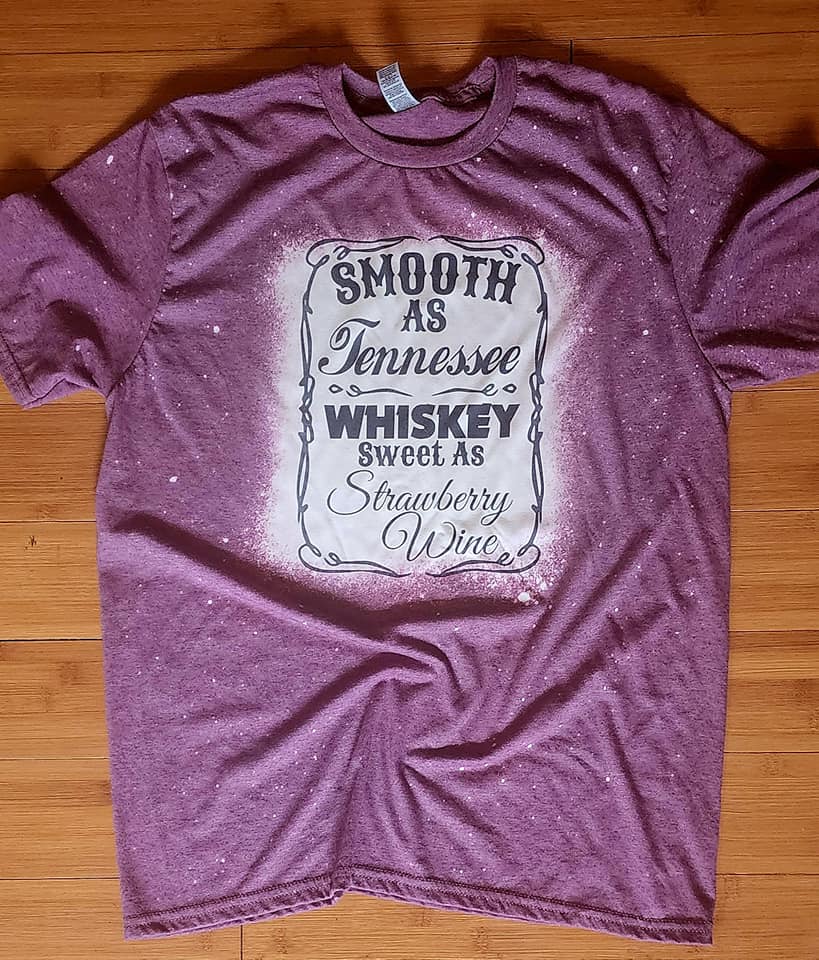 SMOOTH
AS
Tennessee
WHISKEY
Sweet As
Strawberry
Wine